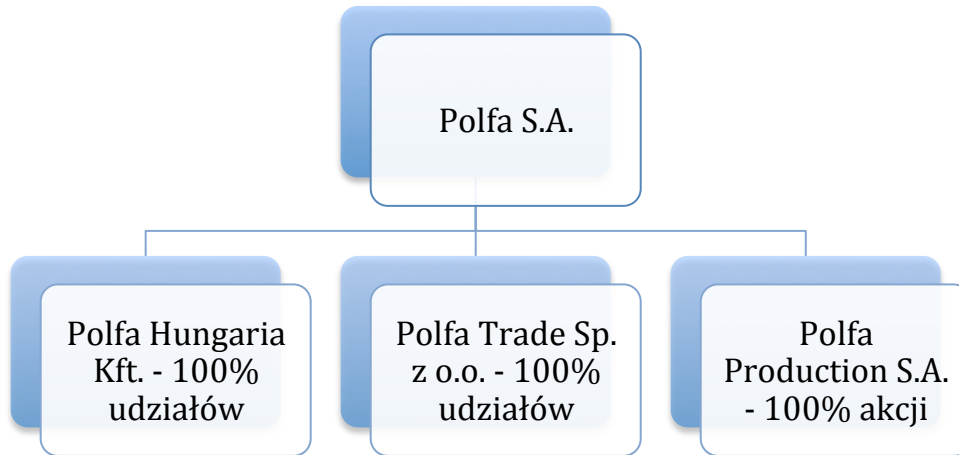 Polfa S.A.
Polfa Hungaria
Kft. - 100%
udziałów
Polfa Trade Sp.
z o.o. - 100%
udziałów
Polfa
Production S.A.
- 100% akcji